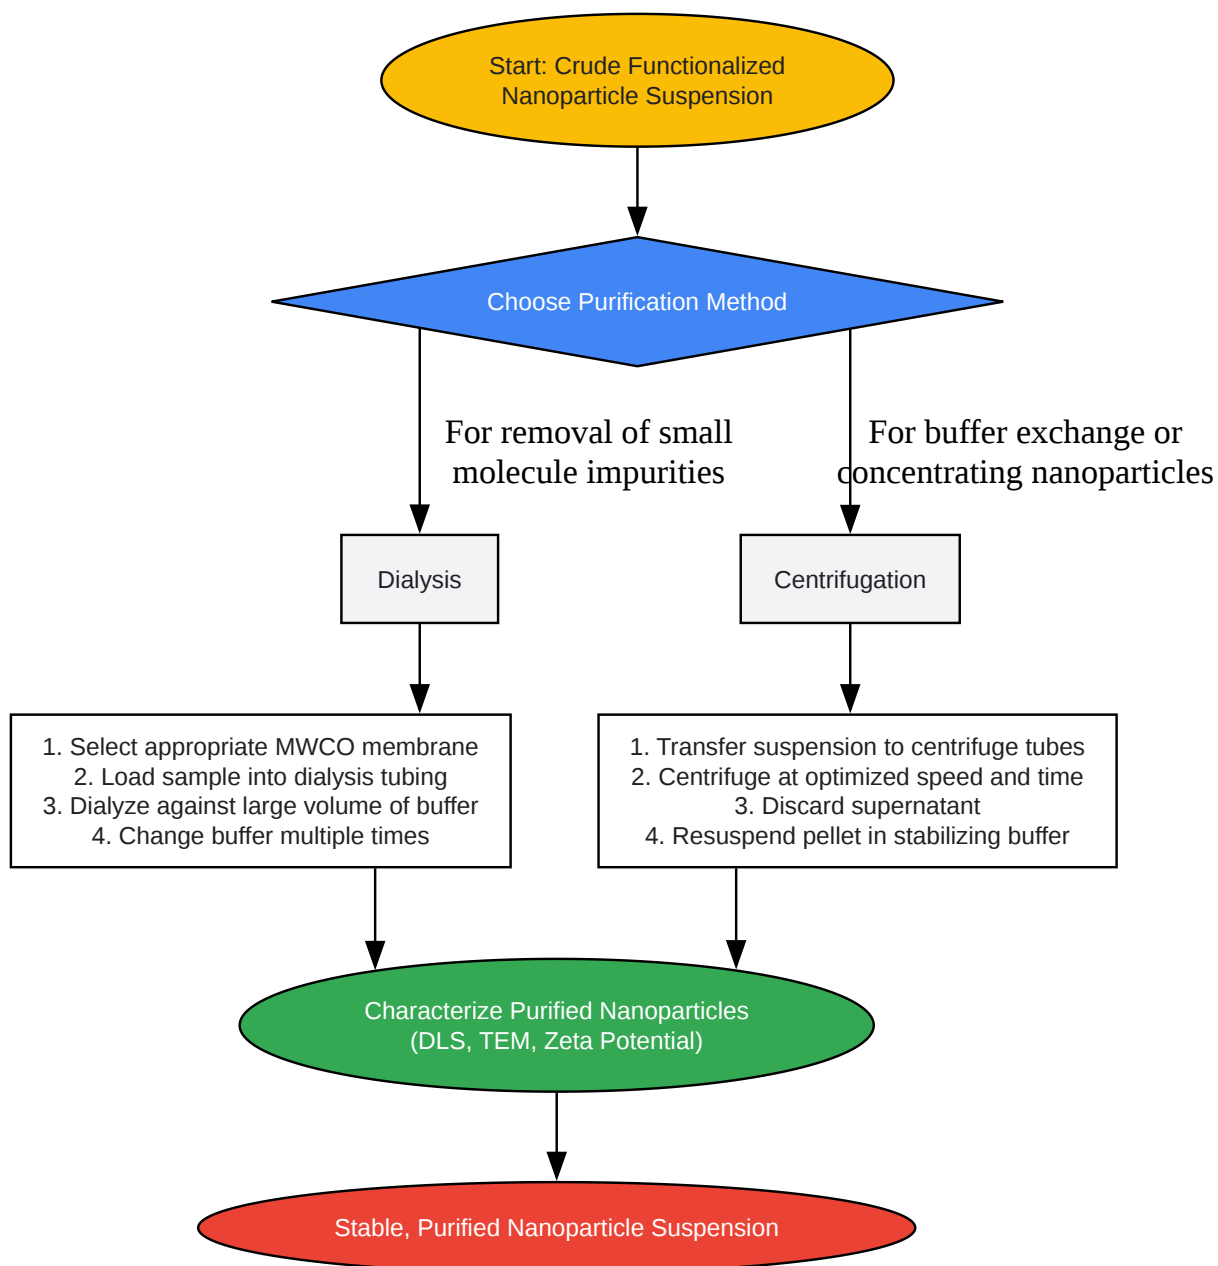 Start: Crude Functionalized
Nanoparticle Suspension
Choose Purification Method
For removal of small
molecule impurities
For buffer exchange or
concentrating nanoparticles
Dialysis
Centrifugation
1. Select appropriate MWCO membrane
2. Load sample into dialysis tubing
3. Dialyze against large volume of buffer
4. Change buffer multiple times
1. Transfer suspension to centrifuge tubes
2. Centrifuge at optimized speed and time
3. Discard supernatant
4. Resuspend pellet in stabilizing buffer
Characterize Purified Nanoparticles
(DLS, TEM, Zeta Potential)
Stable, Purified Nanoparticle Suspension